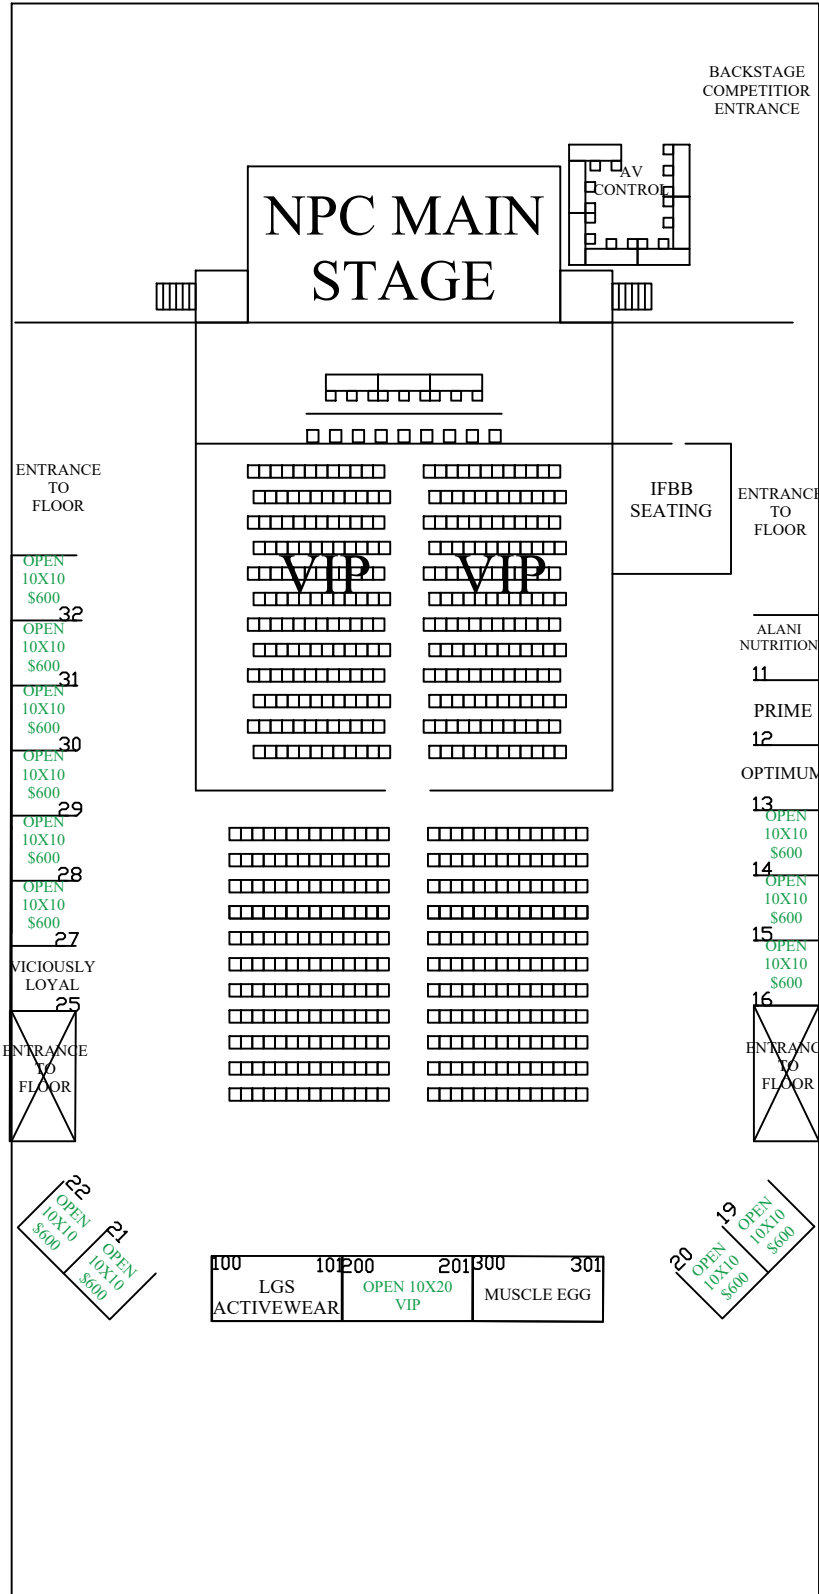 BACKSTAGE
COMPETITIOR
ENTRANCE
AV
CONTROL
NPC MAIN
STAGE
ENTRANCE
TO
FLOOR
IFBB
SEATING
ENTRANCE
TO
FLOOR
VIP
VIP
OPEN
10X10
$600
32
OPEN
10X10
$600
31
OPEN
10X10
$600
30
OPEN
10X10
$600
29
OPEN
10X10
$600
28
OPEN
10X10
$600
27
VICIOUSLY
LOYAL
25
ENTRANCE
TO
FLOOR
ALANI
NUTRITION
11
PRIME
12
OPTIMUM
13
OPEN
10X10
$600
14
OPEN
10X10
$600
15
OPEN
10X10
$600
16
ENTRANCE
TO
FLOOR
22
OPEN
10X10
$600
21
OPEN
10X10
$600
19
OPEN
10X10
$600
20
OPEN
10X10
$600
100 101 200 201 300 301
LGS
ACTIVEWEAR
OPEN 10X20
VIP
MUSCLE EGG